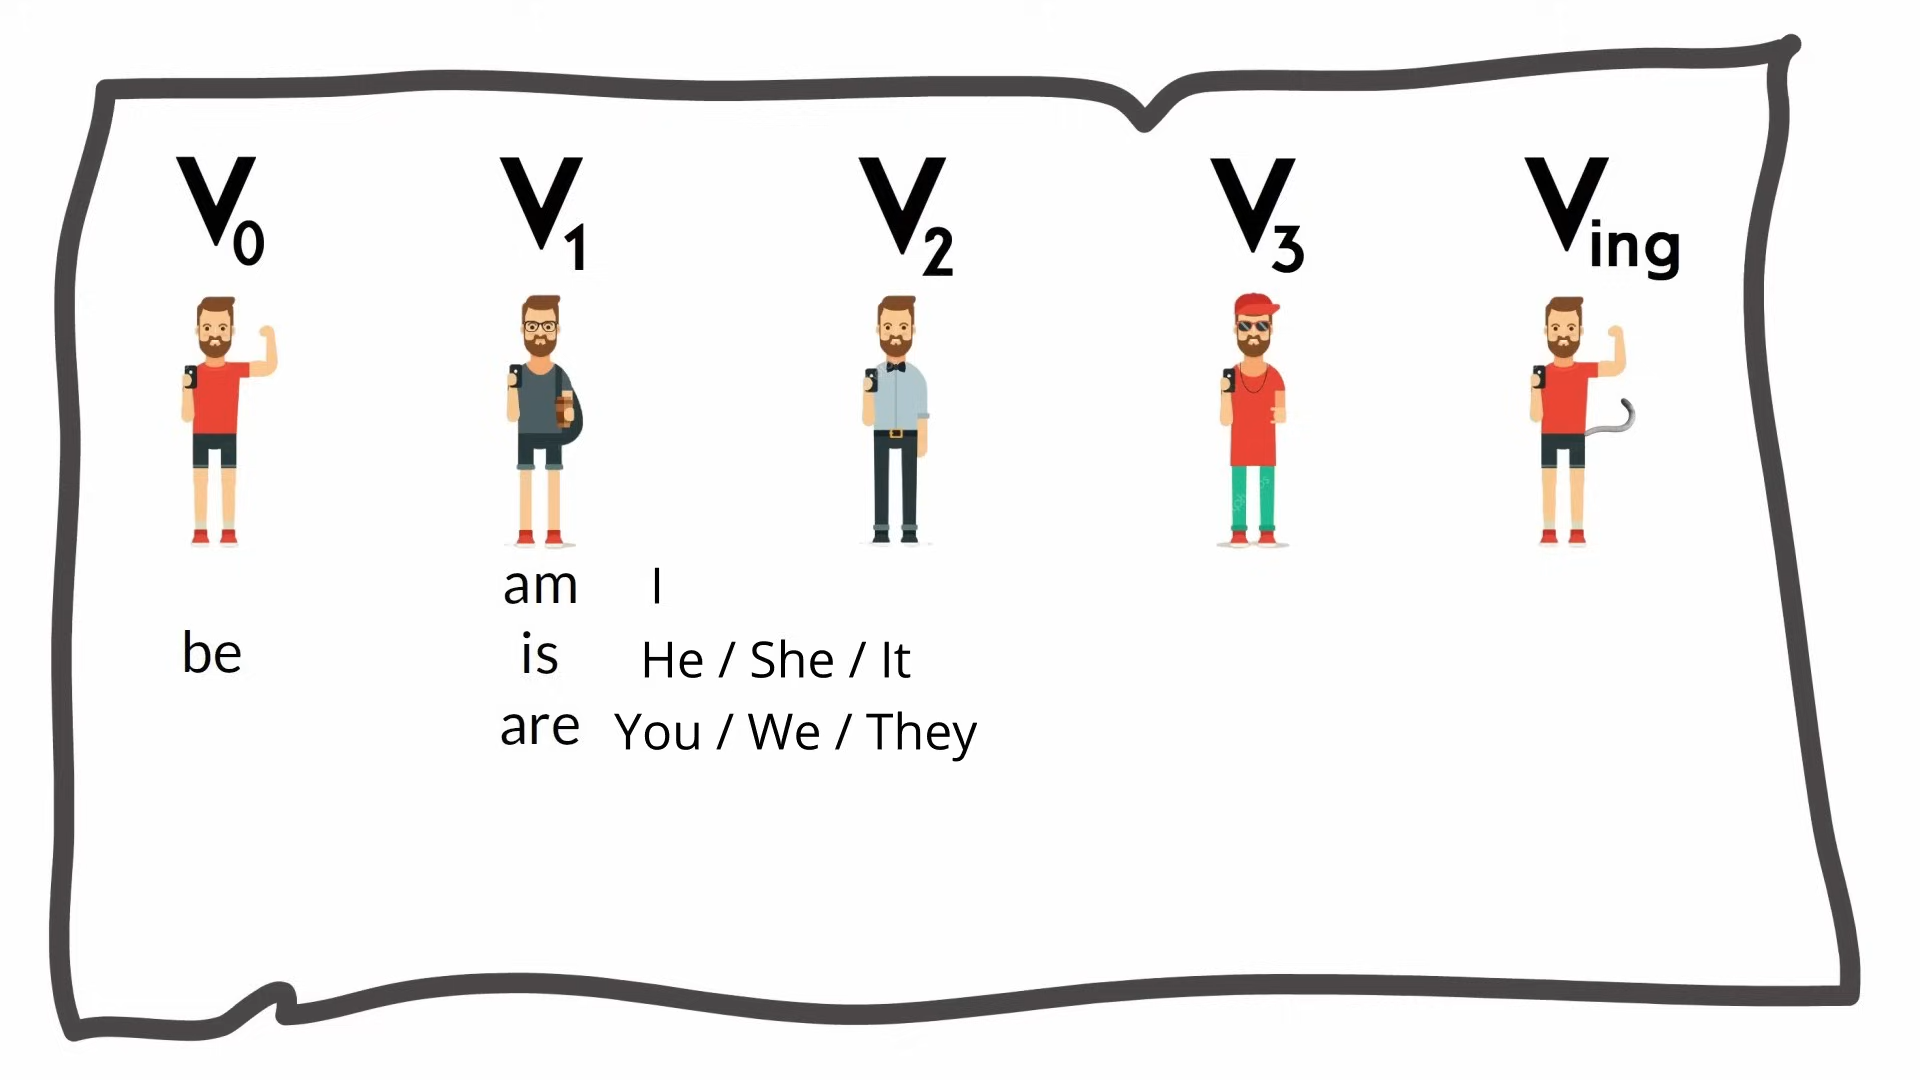 V0 V1 V2 V3 Ving
am I
be is He / She / It
are You / We / They